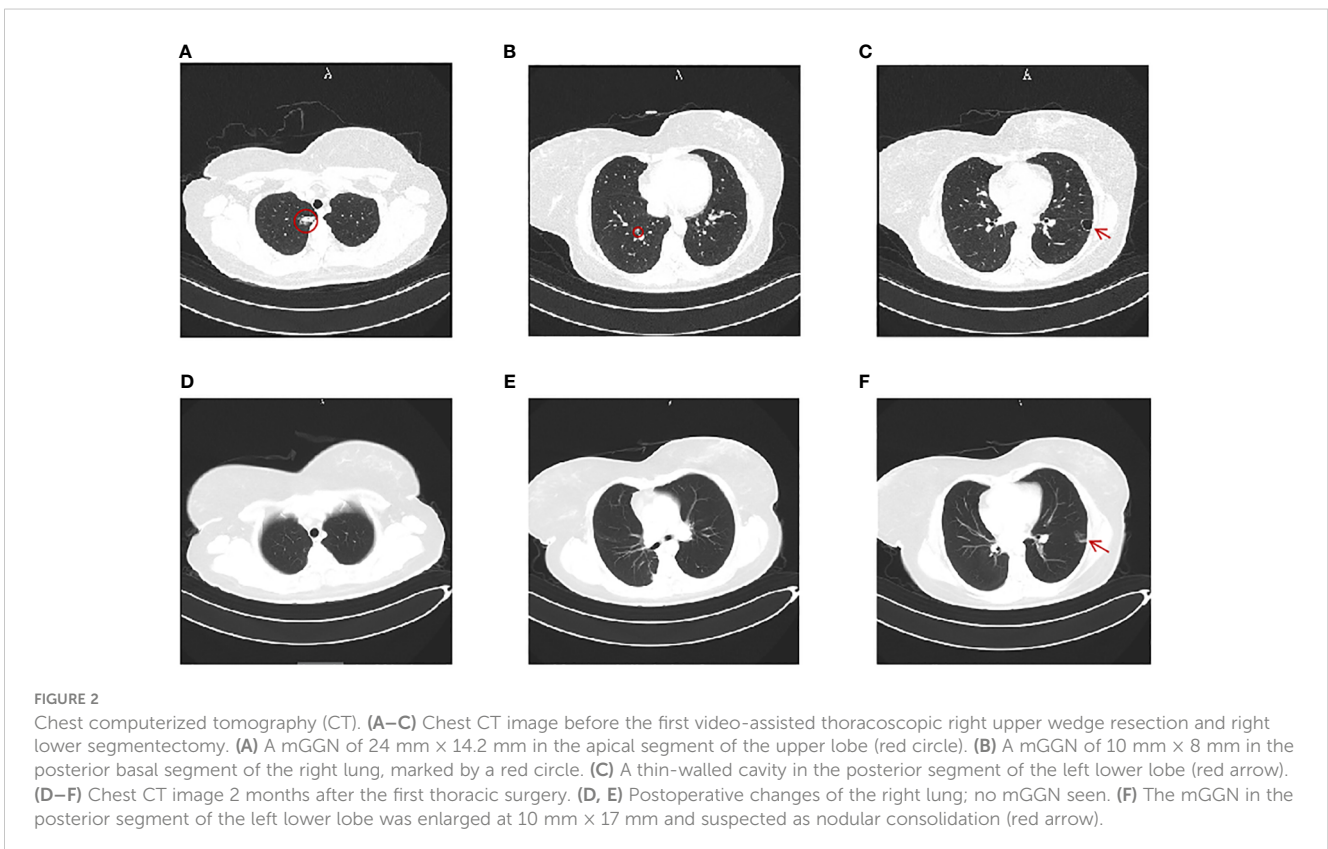 A
B
C
A
A
A
D
E
F
FIGURE 2
Chest computerized tomography (CT). (A–C) Chest CT image before the first video-assisted thoracoscopic right upper wedge resection and right
lower segmentectomy. (A) A mGGN of 24 mm × 14.2 mm in the apical segment of the upper lobe (red circle). (B) A mGGN of 10 mm × 8 mm in the
posterior basal segment of the right lung, marked by a red circle. (C) A thin-walled cavity in the posterior segment of the left lower lobe (red arrow).
(D–F) Chest CT image 2 months after the first thoracic surgery. (D, E) Postoperative changes of the right lung; no mGGN seen. (F) The mGGN in the
posterior segment of the left lower lobe was enlarged at 10 mm × 17 mm and suspected as nodular consolidation (red arrow).